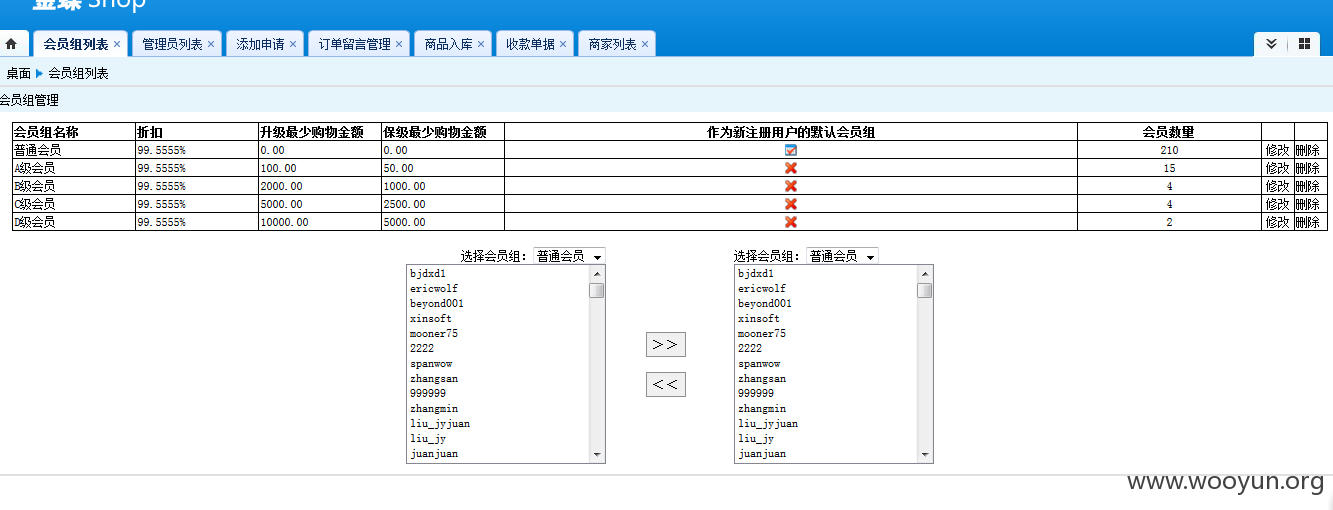 金蝶 Shop
会员组列表 × 管理员列表 × 添加申请 × 订单留言管理 × 商品入库 × 收款单据 × 商家列表 ×
桌面 会员组列表
会员组管理
会员组名称 折扣 升级最少购物金额 保级最少购物金额 作为新注册用户的默认会员组 会员数量
普通会员 99.5555% 0.00 0.00 210 修改 删除
A级会员 99.5555% 100.00 50.00 15 修改 删除
B级会员 99.5555% 2000.00 1000.00 4 修改 删除
C级会员 99.5555% 5000.00 2500.00 4 修改 删除
D级会员 99.5555% 10000.00 5000.00 2 修改 删除
选择会员组： 普通会员 选择会员组： 普通会员
bjdxd1 bjdxd1
ericwolf ericwolf
beyond001 beyond001
xinsoft xinsoft
mooner75 mooner75
2222 2222
spanwow spanwow
zhangsan zhangsan
999999 999999
zhangmin zhangmin
liu_jyjuan liu_jyjuan
liu_jy liu_jy
juanjuan juanjuan
>>
<<
www.wooyun.org